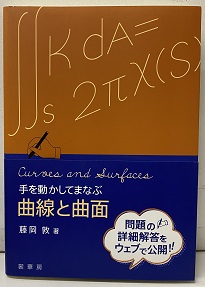 ∬ₛ K dA =
2πχ(S)
Curves and Surfaces
手を動かしてまなぶ
曲線と曲面
藤岡 敦 著
問題の
詳細解答を
ウェブで公開!!
裳華房